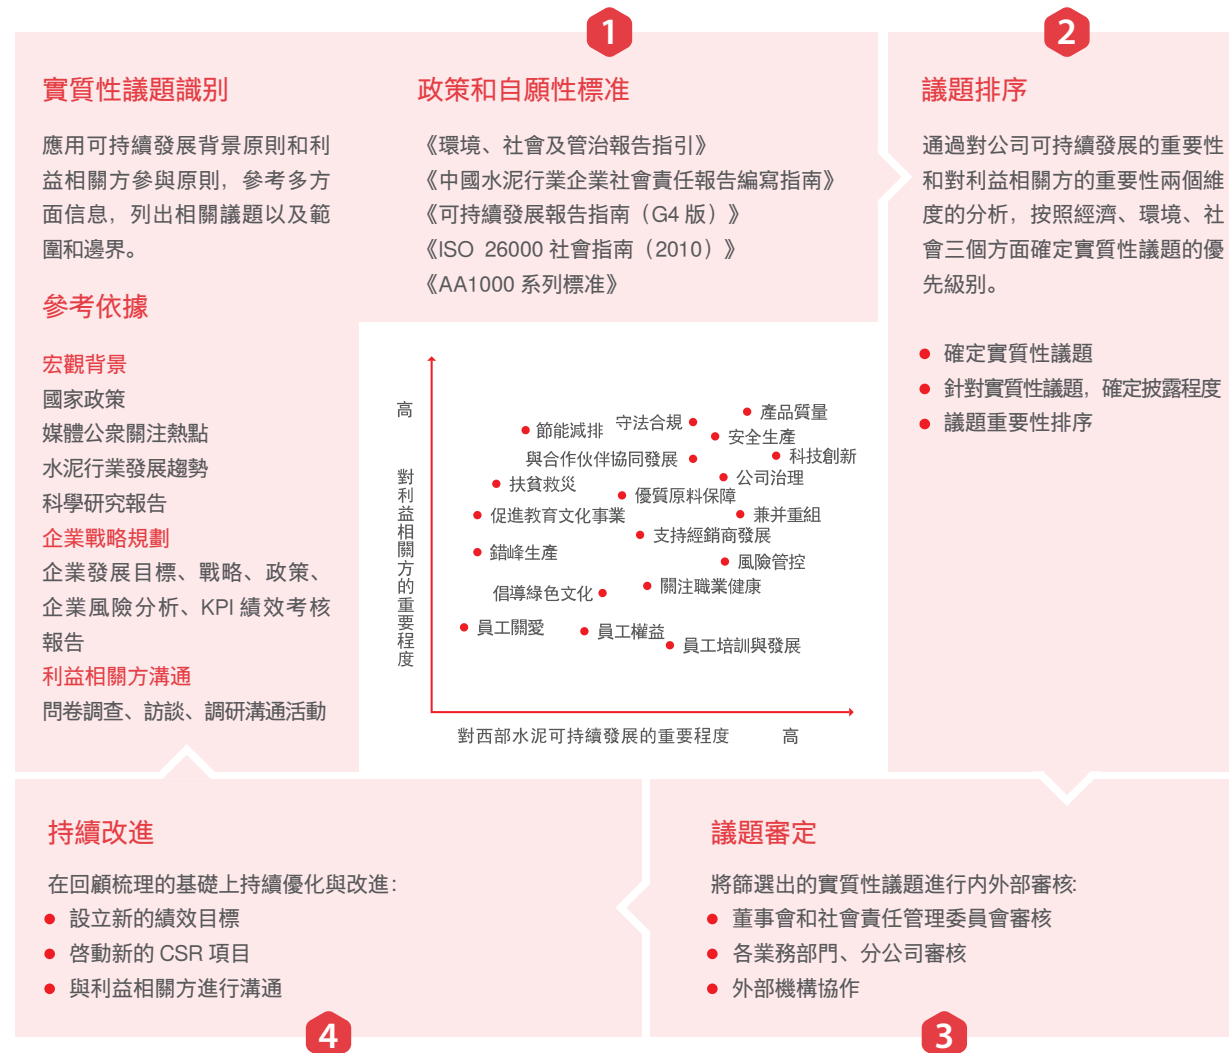 1
實質性議題識别
應用可持續發展背景原則和利
益相關方參與原則，參考多方
面信息，列出相關議題以及範
圍和邊界。
參考依據
宏觀背景
國家政策
媒體公衆關注熱點
水泥行業發展趨勢
科學研究報告
企業戰略規劃
企業發展目標、戰略、政策、
企業風險分析、KPI 績效考核
報告
利益相關方溝通
問卷調查、訪談、調研溝通活動
政策和自願性標准
《環境、社會及管治報告指引》
《中國水泥行業企業社會責任報告編寫指南》
《可持續發展報告指南（G4 版）》
《ISO 26000 社會指南（2010）》
《AA1000 系列標准》
高
對利益相關方的重要程度
產品質量
守法合規
節能減排
安全生產
與合作伙伴協同發展
科技創新
公司治理
扶貧救災
優質原料保障
促進教育文化事業
兼并重組
支持經銷商發展
錯峰生產
風險管控
關注職業健康
倡導綠色文化
員工關愛
員工權益
員工培訓與發展
對西部水泥可持續發展的重要程度 高
2
議題排序
通過對公司可持續發展的重要性
和對利益相關方的重要性兩個維
度的分析，按照經濟、環境、社
會三個方面確定實質性議題的優
先級别。
● 確定實質性議題
● 針對實質性議題，確定披露程度
● 議題重要性排序
議題審定
將篩選出的實質性議題進行内外部審核:
● 董事會和社會責任管理委員會審核
● 各業務部門、分公司審核
● 外部機構協作
3
持續改進
在回顧梳理的基礎上持續優化與改進:
● 設立新的績效目標
● 啓動新的 CSR 項目
● 與利益相關方進行溝通
4